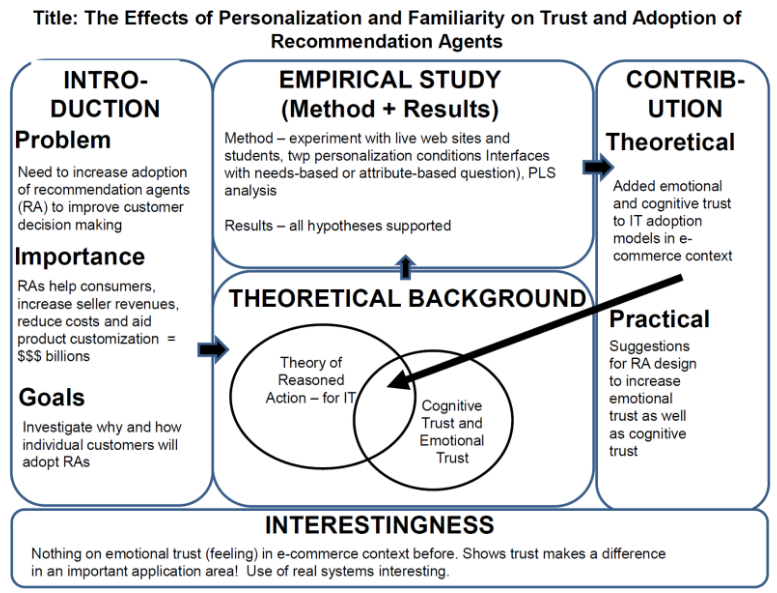 Title: The Effects of Personalization and Familiarity on Trust and Adoption of
Recommendation Agents
INTRO-
DUCTION
Problem
Need to increase adoption
of recommendation agents
(RA) to improve customer
decision making
Importance
RAs help consumers,
increase seller revenues,
reduce costs and aid
product customization =
$$$ billions
Goals
Investigate why and how
individual customers will
adopt RAs
EMPIRICAL STUDY
(Method + Results)
Method – experiment with live web sites and
students, twp personalization conditions Interfaces
with needs-based or attribute-based question), PLS
analysis
Results – all hypotheses supported
THEORETICAL BACKGROUND
Theory of
Reasoned
Action – for IT
Cognitive
Trust and
Emotional
Trust
CONTRIB-
UTION
Theoretical
Added emotional
and cognitive trust
to IT adoption
models in e-
commerce context
Practical
Suggestions
for RA design
to increase
emotional
trust as well
as cognitive
trust
INTERESTINGNESS
Nothing on emotional trust (feeling) in e-commerce context before. Shows trust makes a difference
in an important application area! Use of real systems interesting.